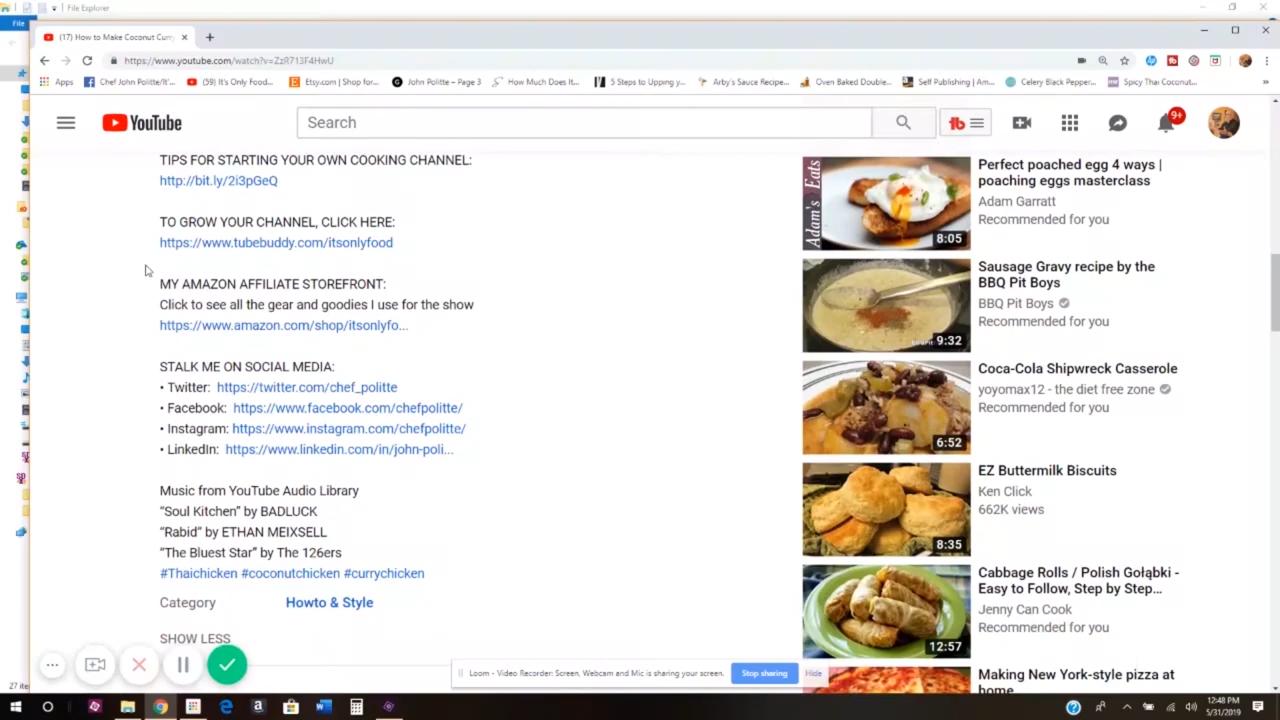 File Explorer
File
(17) How to Make Coconut Curry
https://www.youtube.com/watch?v=ZzR713F4HwU
Apps
Chef John Politte/It'...
(59) It's Only Food...
Etsy.com | Shop for...
John Politte – Page 3
How Much Does It...
5 Steps to Upping y...
Arby's Sauce Recipe...
Oven Baked Double...
Self Publishing | Am...
Celery Black Pepper...
Spicy Thai Coconut...
YouTube
Search
tb
9+
TIPS FOR STARTING YOUR OWN COOKING CHANNEL:
http://bit.ly/2i3pGeQ
TO GROW YOUR CHANNEL, CLICK HERE:
https://www.tubebuddy.com/itsonlyfood
MY AMAZON AFFILIATE STOREFRONT:
Click to see all the gear and goodies I use for the show
https://www.amazon.com/shop/itsonlyfo...
STALK ME ON SOCIAL MEDIA:
• Twitter: https://twitter.com/chef_politte
• Facebook: https://www.facebook.com/chefpolitte/
• Instagram: https://www.instagram.com/chefpolitte/
• LinkedIn: https://www.linkedin.com/in/john-poli...
Music from YouTube Audio Library
“Soul Kitchen” by BADLUCK
“Rabid” by ETHAN MEIXSELL
“The Bluest Star” by The 126ers
#Thaichicken #coconutchicken #currychicken
Category Howto & Style
SHOW LESS
Adam's Eats
8:05
Perfect poached egg 4 ways |
poaching eggs masterclass
Adam Garratt
Recommended for you
9:32
Sausage Gravy recipe by the
BBQ Pit Boys
BBQ Pit Boys
Recommended for you
6:52
Coca-Cola Shipwreck Casserole
yoyomax12 - the diet free zone
Recommended for you
8:35
EZ Buttermilk Biscuits
Ken Click
662K views
12:57
Cabbage Rolls / Polish Gołąbki -
Easy to Follow, Step by Step...
Jenny Can Cook
Recommended for you
Making New York-style pizza at
home
Loom - Video Recorder: Screen, Webcam and Mic is sharing your screen.
Stop sharing
Hide
27 ite
12:48 PM
5/31/2019